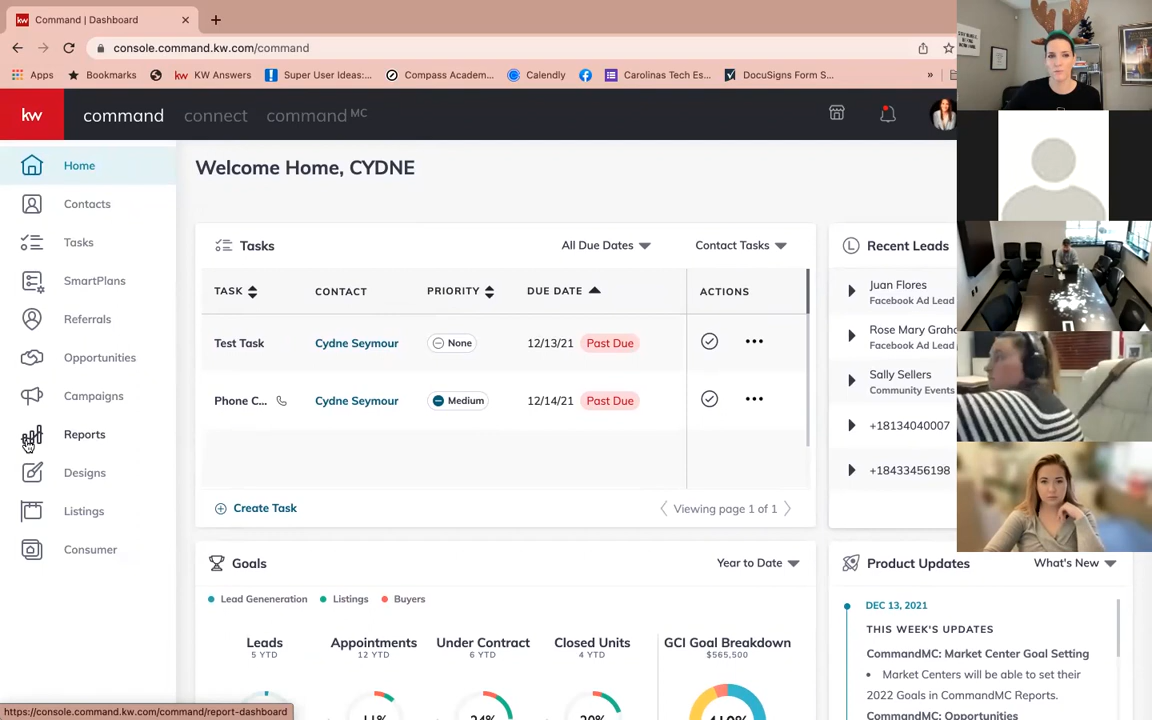 kw Command | Dashboard
console.command.kw.com/command
Apps Bookmarks kw KW Answers Super User Ideas:... Compass Academ... Calendly Carolinas Tech Es... DocuSigns Form S... »
kw command connect command MC
Home
Contacts
Tasks
SmartPlans
Referrals
Opportunities
Campaigns
Reports
Designs
Listings
Consumer
Welcome Home, CYDNE
Tasks All Due Dates Contact Tasks
TASK CONTACT PRIORITY DUE DATE ACTIONS
Test Task Cydne Seymour None 12/13/21 Past Due
Phone C... Cydne Seymour Medium 12/14/21 Past Due
Create Task Viewing page 1 of 1
L Recent Leads
Juan Flores
Facebook Ad Lead
Rose Mary Grah
Facebook Ad Lead
Sally Sellers
Community Events
+18134040007
+18433456198
Goals Year to Date
Lead Geneneration Listings Buyers
Leads Appointments Under Contract Closed Units GCI Goal Breakdown
5 YTD 12 YTD 6 YTD 4 YTD $565,500
Product Updates What's New
DEC 13, 2021
THIS WEEK'S UPDATES
CommandMC: Market Center Goal Setting
• Market Centers will be able to set their
2022 Goals in CommandMC Reports.
CommandMC: Opportunities
https://console.command.kw.com/command/report-dashboard